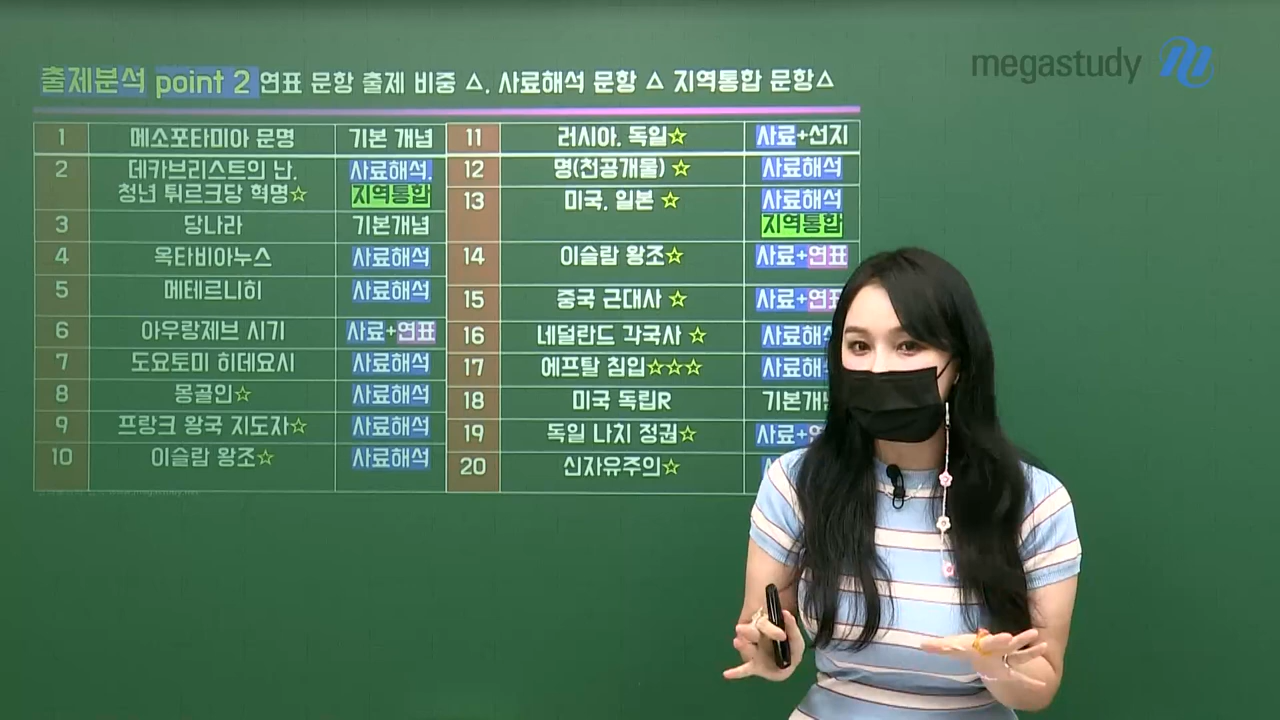 megastudy
출제분석 point 2 연표 문항 출제 비중 △, 사료해석 문항 △ 지역통합 문항△
1 메소포타미아 문명 기본 개념
2 데카브리스트의 난, 사료해석,
청년 튀르크당 혁명☆ 지역통합
3 당나라 기본개념
4 옥타비아누스 사료해석
5 메테르니히 사료해석
6 아우랑제브 시기 사료+연표
7 도요토미 히데요시 사료해석
8 몽골인☆ 사료해석
9 프랑크 왕국 지도자☆ 사료해석
10 이슬람 왕조☆ 사료해석
11 러시아, 독일☆ 사료+선지
12 명(천공개물) ☆ 사료해석
13 미국, 일본 ☆ 사료해석
지역통합
14 이슬람 왕조☆ 사료+연표
15 중국 근대사 ☆ 사료+연표
16 네덜란드 각국사 ☆ 사료해
17 에프탈 침입☆☆☆ 사료해
18 미국 독립R 기본개
19 독일 나치 정권☆ 사료+
20 신자유주의☆